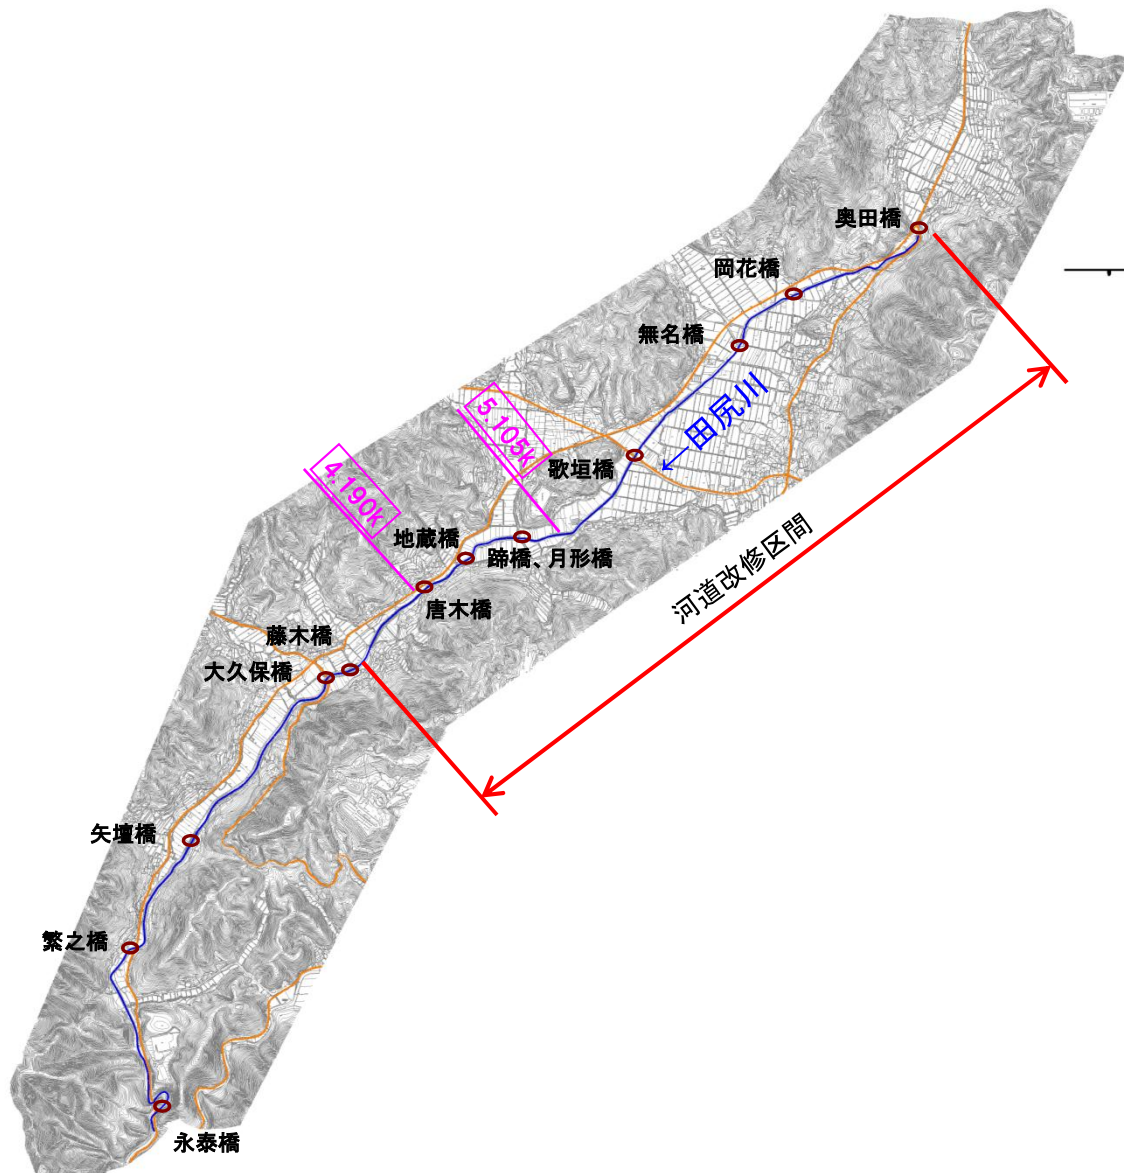 奥田橋
岡花橋
無名橋
5.105k
←田尻川
歌垣橋
4.190k
地蔵橋
蹄橋、月形橋
河道改修区間
唐木橋
藤木橋
大久保橋
矢壇橋
繁之橋
永泰橋